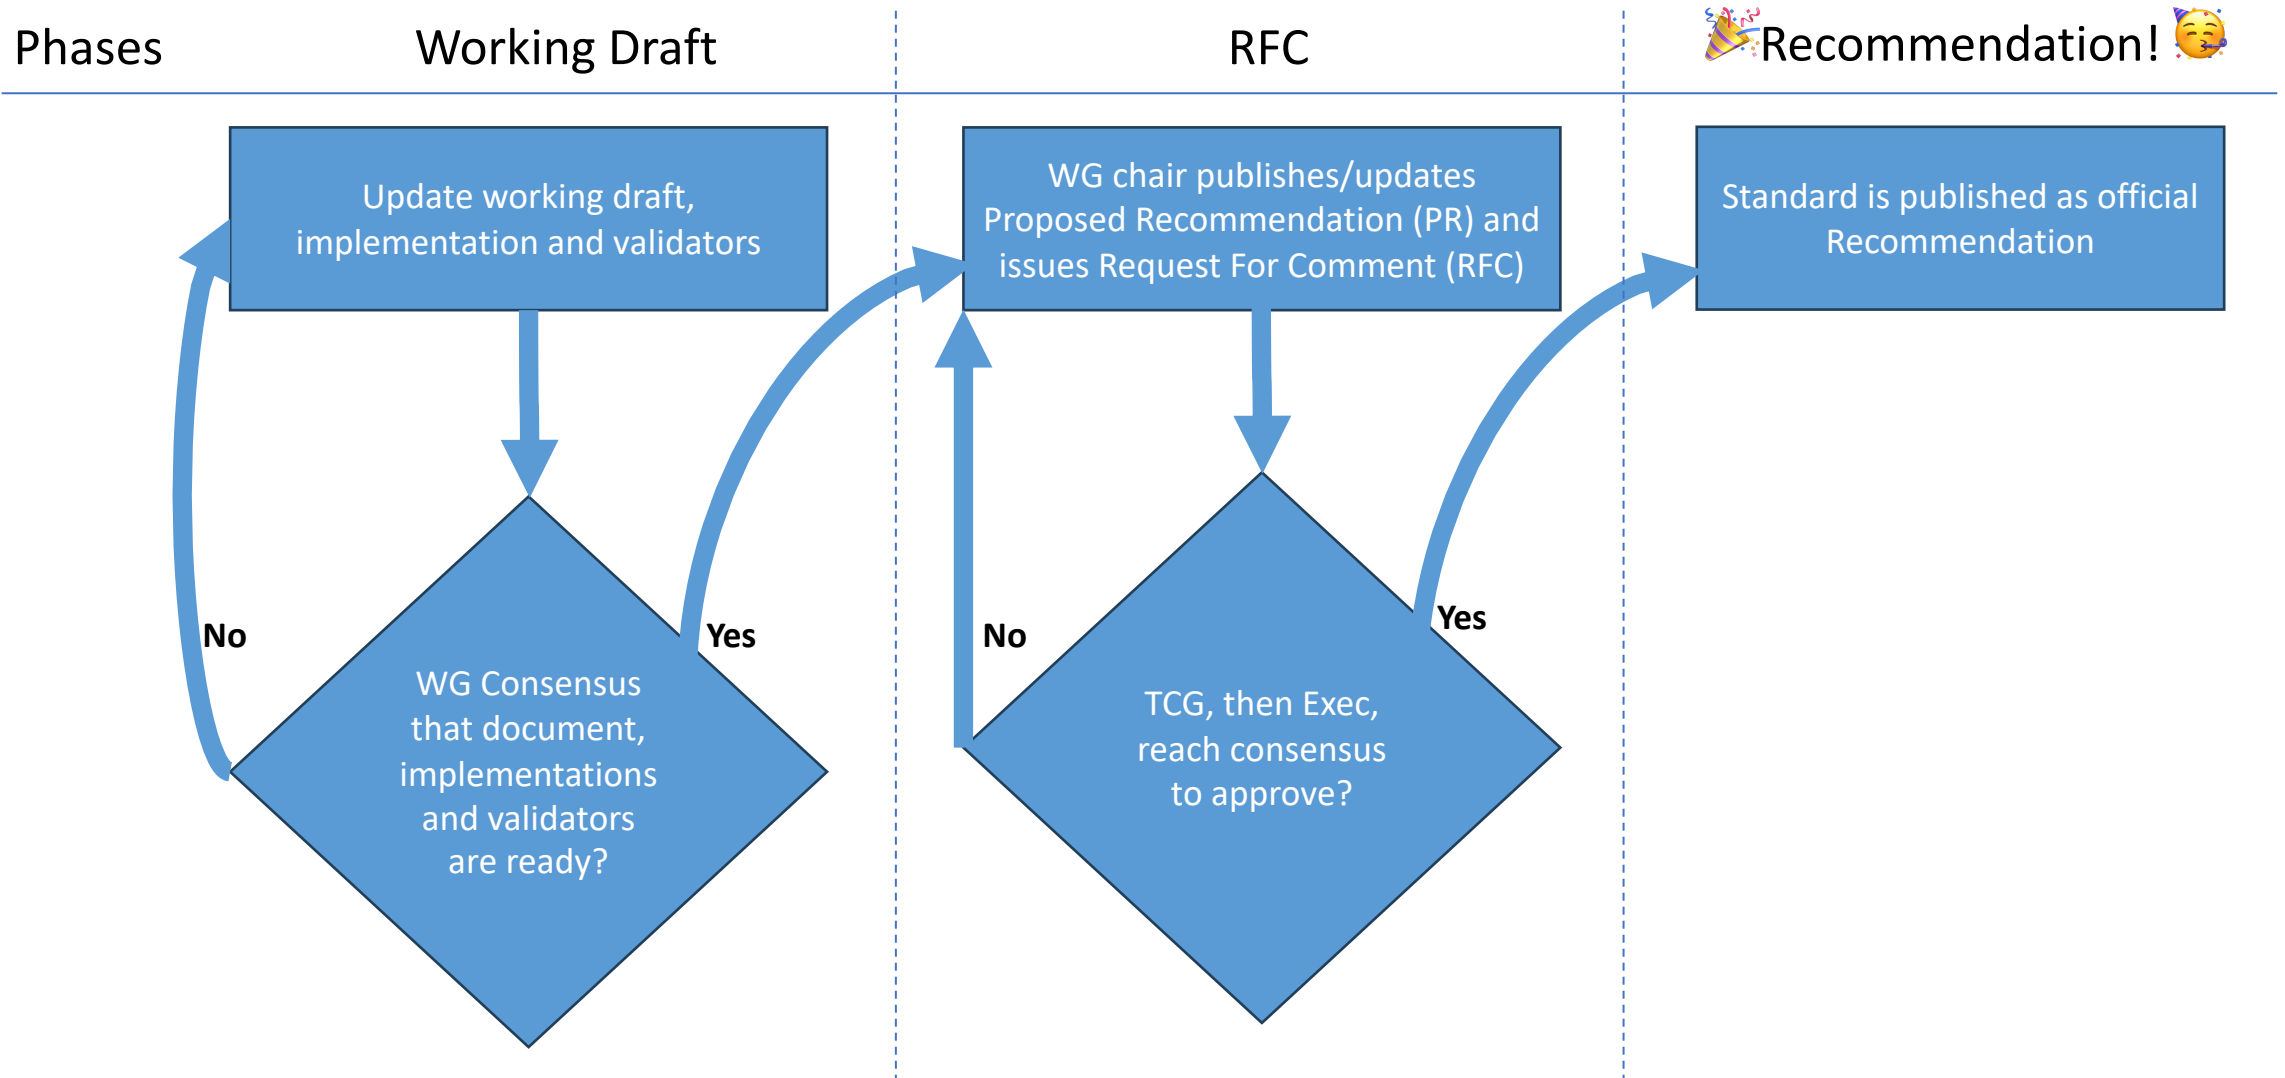 Phases
Working Draft
RFC
🎉Recommendation!🥳
Update working draft,
implementation and validators
WG chair publishes/updates
Proposed Recommendation (PR) and
issues Request For Comment (RFC)
Standard is published as official
Recommendation
No
Yes
No
Yes
WG Consensus
that document,
implementations
and validators
are ready?
TCG, then Exec,
reach consensus
to approve?